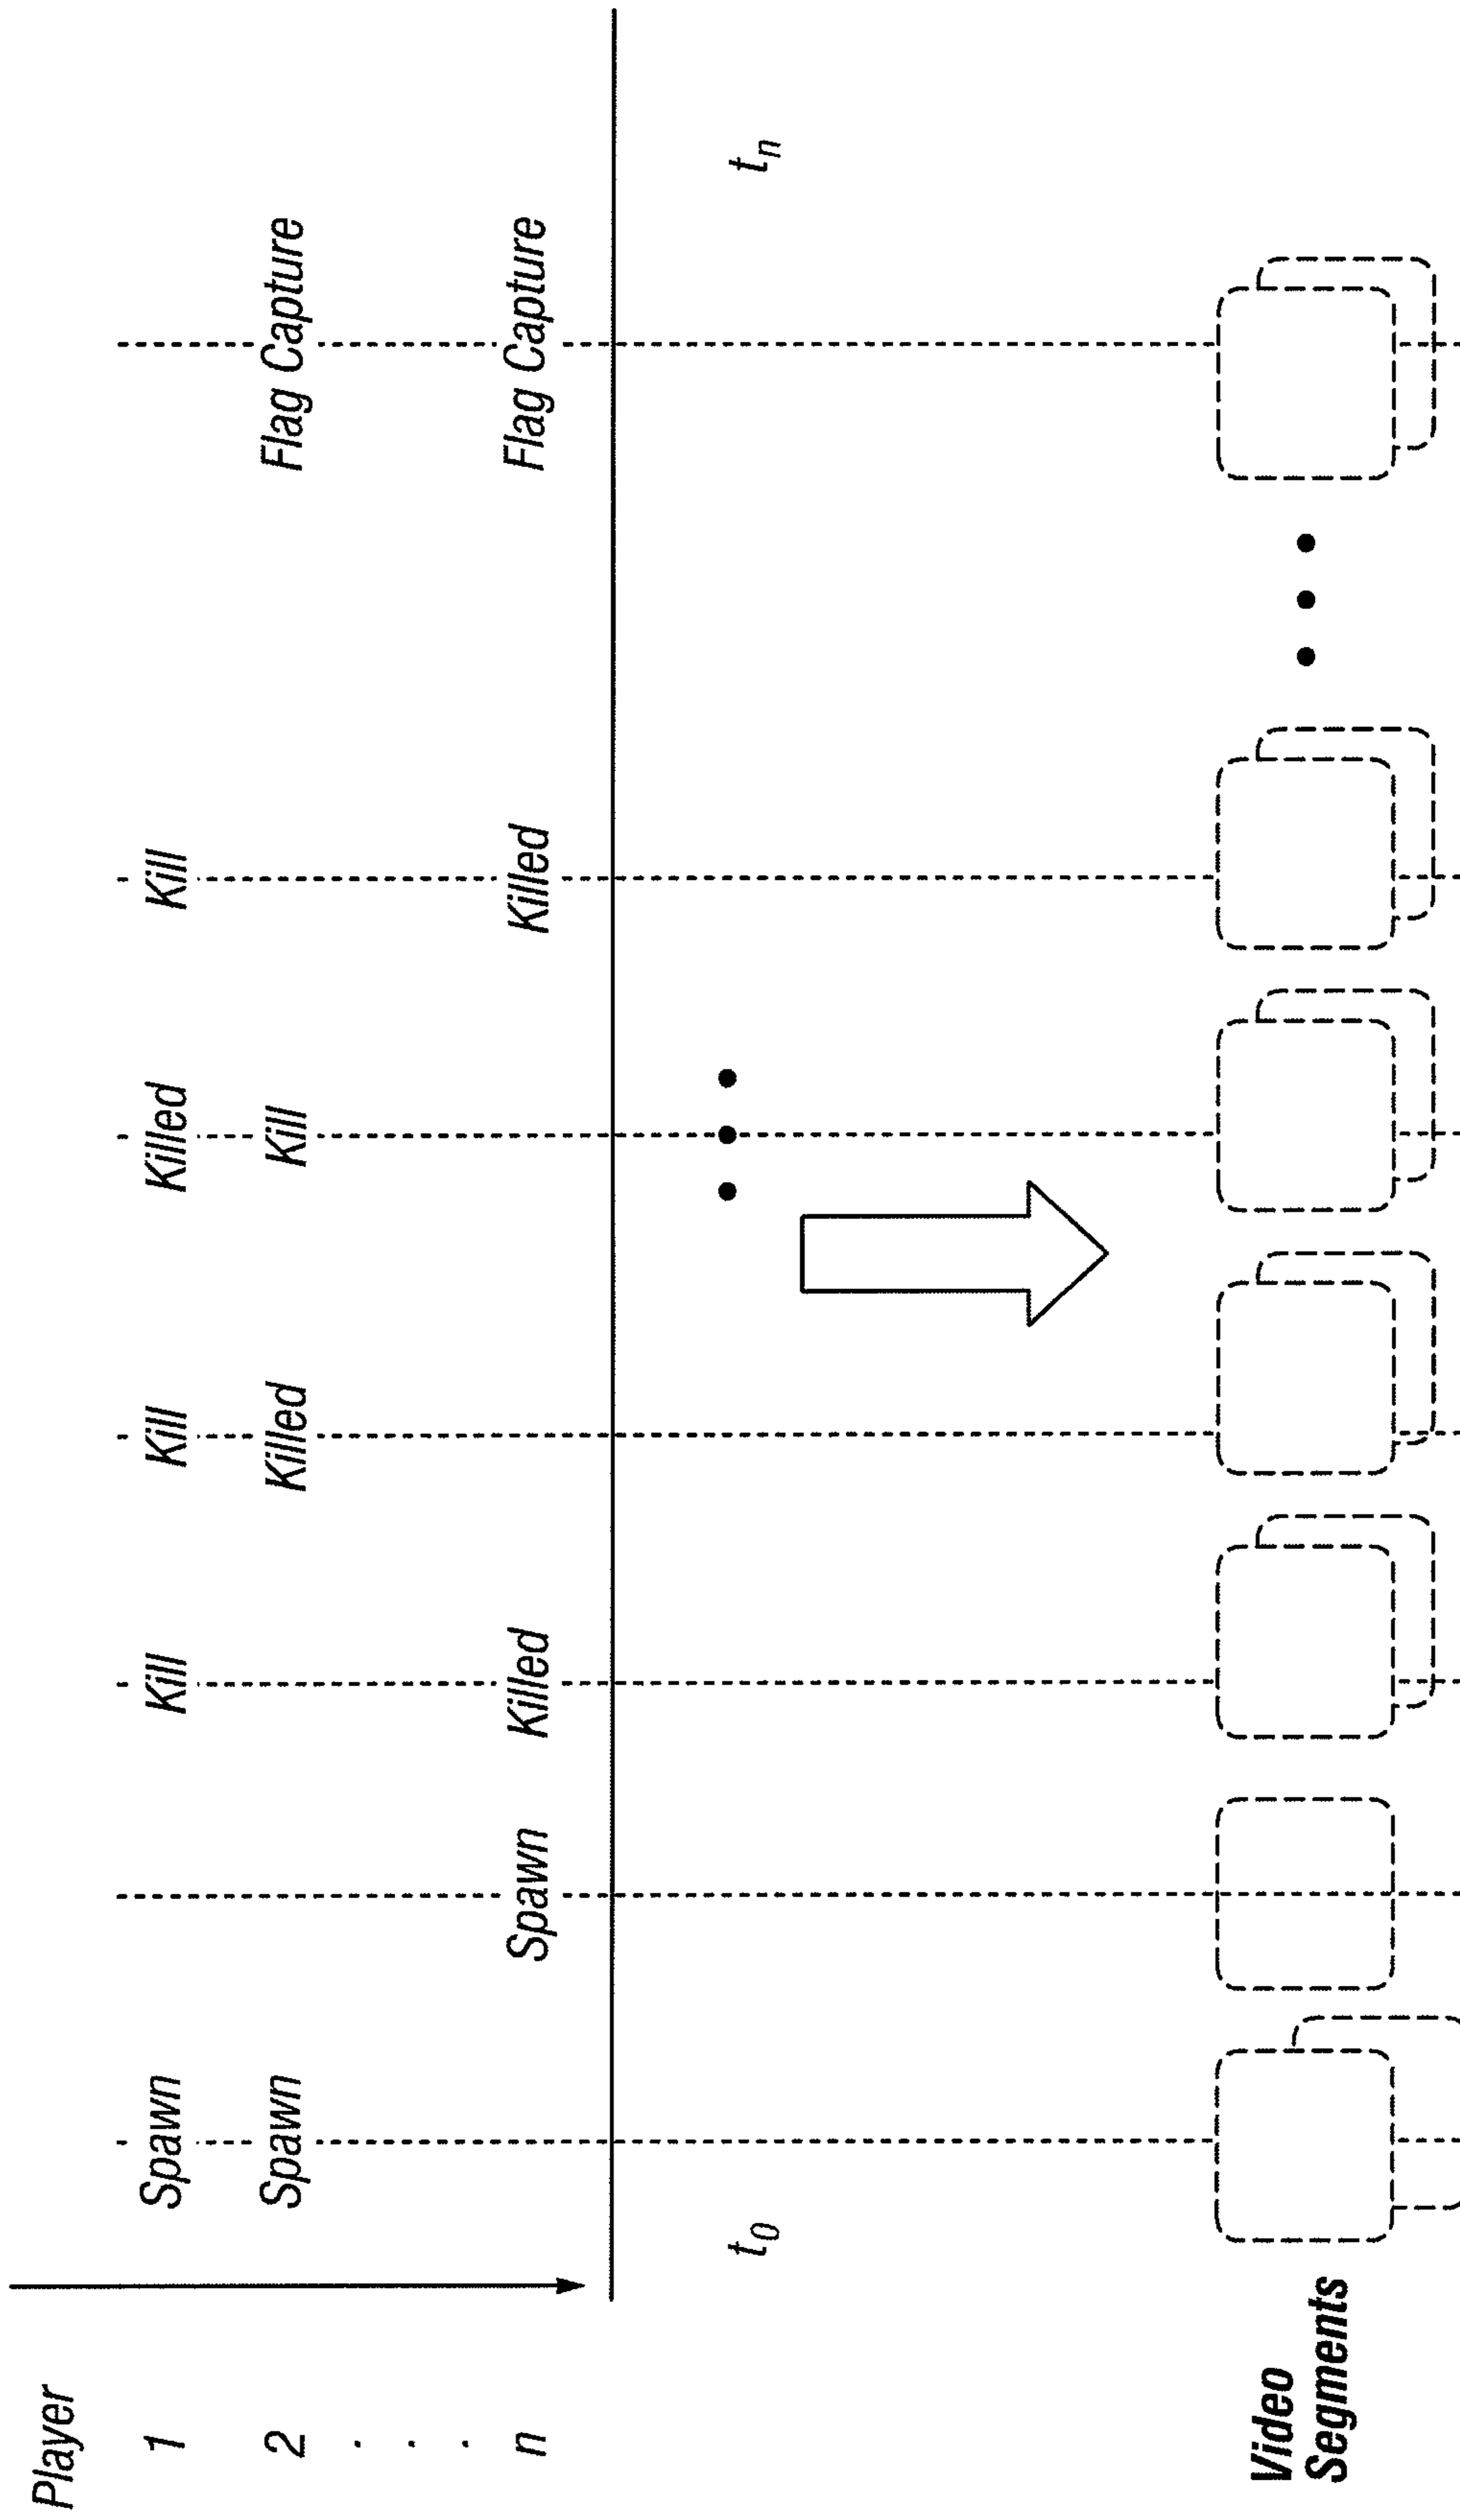 Player
1 Spawn Kill Kill Killed Kill
2 Spawn Killed Kill Flag Capture
.
.
.
n Spawn Killed Killed Flag Capture
t0 • • • tn
Video
Segments • • •